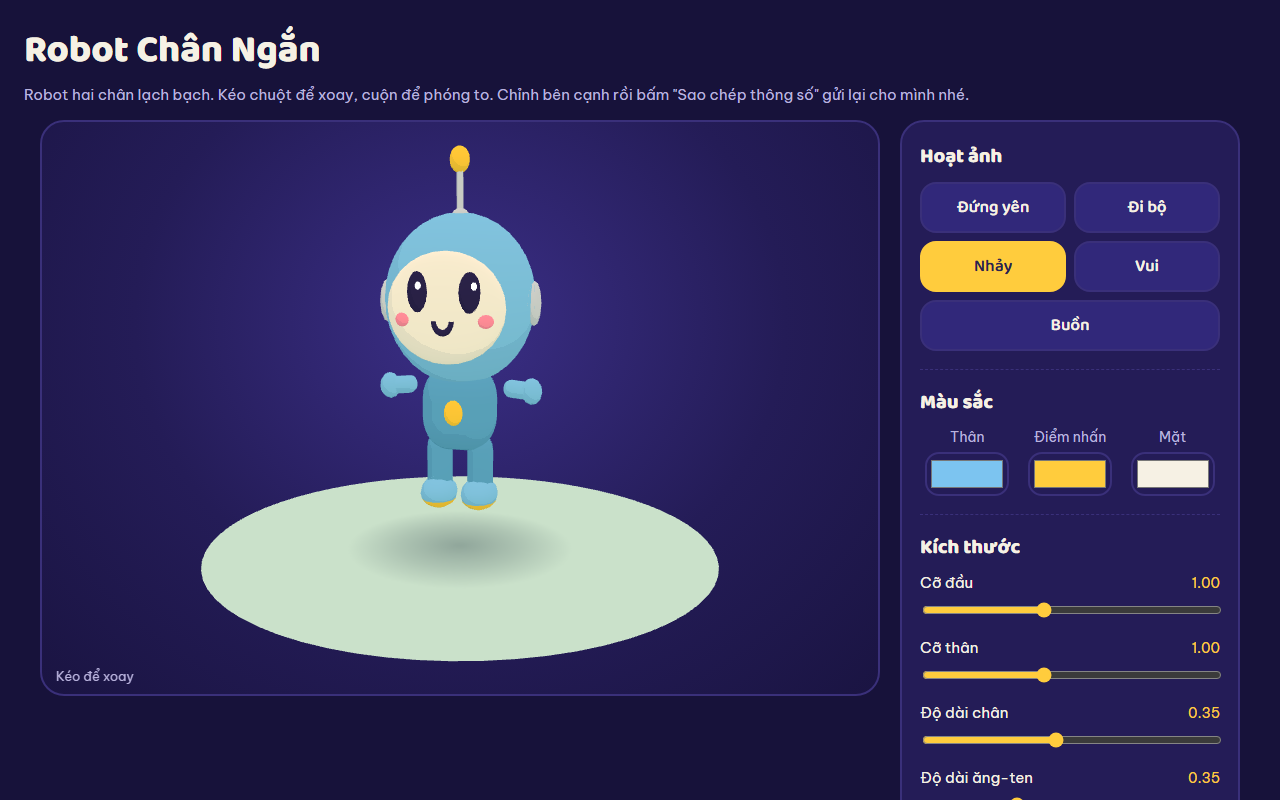 Robot Chân Ngắn
Robot hai chân lạch bạch. Kéo chuột để xoay, cuộn để phóng to. Chỉnh bên cạnh rồi bấm "Sao chép thông số" gửi lại cho mình nhé.
Kéo để xoay
Hoạt ảnh
Đứng yên
Đi bộ
Nhảy
Vui
Buồn
Màu sắc
Thân
Điểm nhấn
Mặt
Kích thước
Cỡ đầu 1.00
Cỡ thân 1.00
Độ dài chân 0.35
Độ dài ăng-ten 0.35